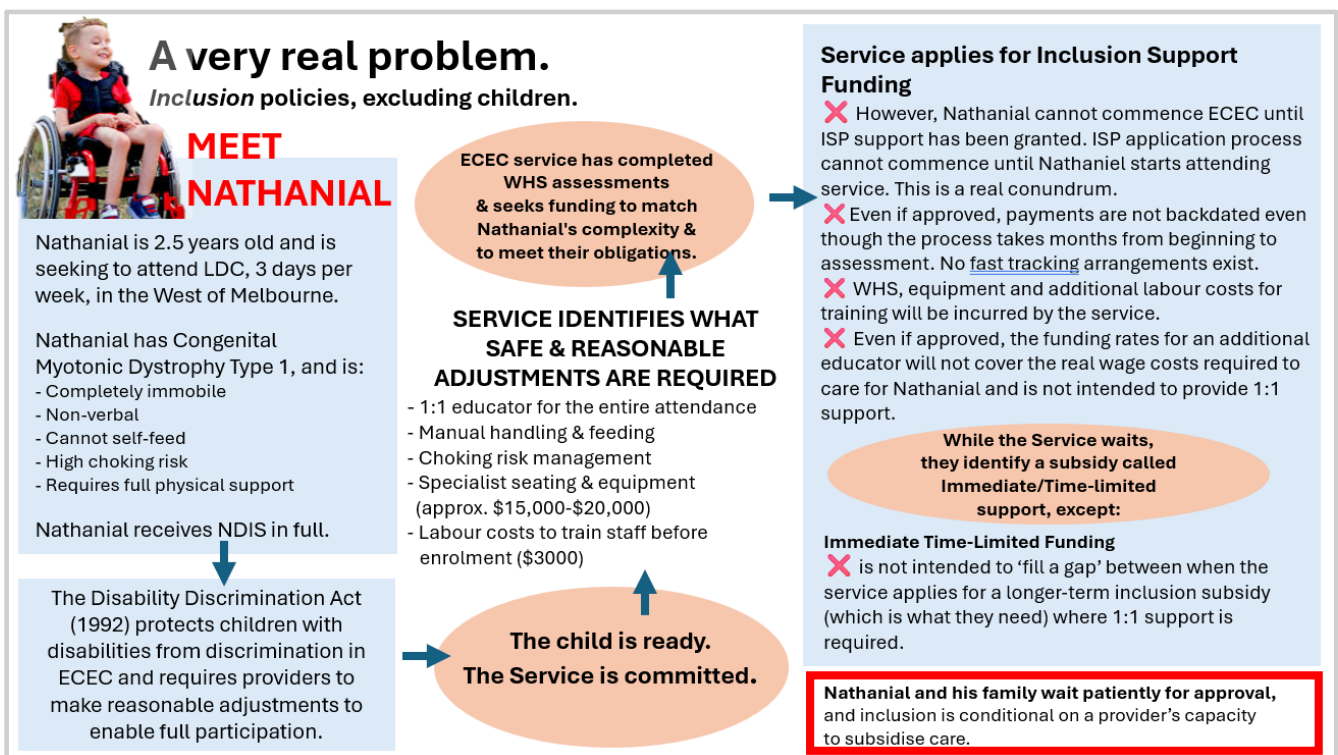 A very real problem.
Inclusion policies, excluding children.
MEET
NATHANIAL
Nathanial is 2.5 years old and is
seeking to attend LDC, 3 days per
week, in the West of Melbourne.
Nathanial has Congenital
Myotonic Dystrophy Type 1, and is:
- Completely immobile
- Non-verbal
- Cannot self-feed
- High choking risk
- Requires full physical support
Nathanial receives NDIS in full.
The Disability Discrimination Act
(1992) protects children with
disabilities from discrimination in
ECEC and requires providers to
make reasonable adjustments to
enable full participation.
The child is ready.
The Service is committed.
SERVICE IDENTIFIES WHAT
SAFE & REASONABLE
ADJUSTMENTS ARE REQUIRED
- 1:1 educator for the entire attendance
- Manual handling & feeding
- Choking risk management
- Specialist seating & equipment
(approx. $15,000-$20,000)
- Labour costs to train staff before
enrolment ($3000)
ECEC service has completed
WHS assessments
& seeks funding to match
Nathanial's complexity &
to meet their obligations.
Service applies for Inclusion Support
Funding
❌ However, Nathanial cannot commence ECEC until
ISP support has been granted. ISP application process
cannot commence until Nathaniel starts attending
service. This is a real conundrum.
❌ Even if approved, payments are not backdated even
though the process takes months from beginning to
assessment. No fast tracking arrangements exist.
❌ WHS, equipment and additional labour costs for
training will be incurred by the service.
❌ Even if approved, the funding rates for an additional
educator will not cover the real wage costs required to
care for Nathanial and is not intended to provide 1:1
support.
While the Service waits,
they identify a subsidy called
Immediate/Time-limited
support, except:
Immediate Time-Limited Funding
❌ is not intended to ‘fill a gap’ between when the
service applies for a longer-term inclusion subsidy
(which is what they need) where 1:1 support is
required.
Nathanial and his family wait patiently for approval,
and inclusion is conditional on a provider’s capacity
to subsidise care.